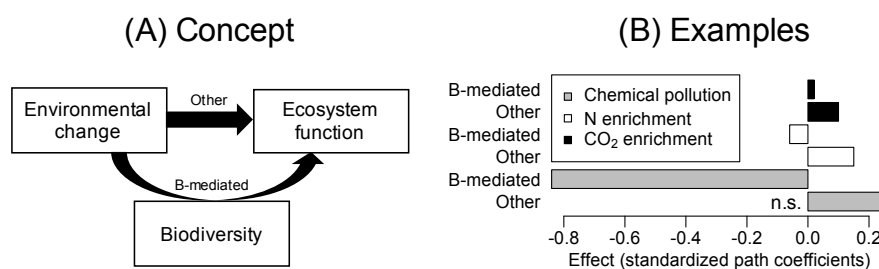 (A) Concept
Environmental
change
Other
Ecosystem
function
B-mediated
Biodiversity
(B) Examples
B-mediated
Other
B-mediated
Other
B-mediated
Other
Chemical pollution
N enrichment
CO₂ enrichment
n.s.
-0.8 -0.6 -0.4 -0.2 0.0 0.2
Effect (standardized path coefficients)